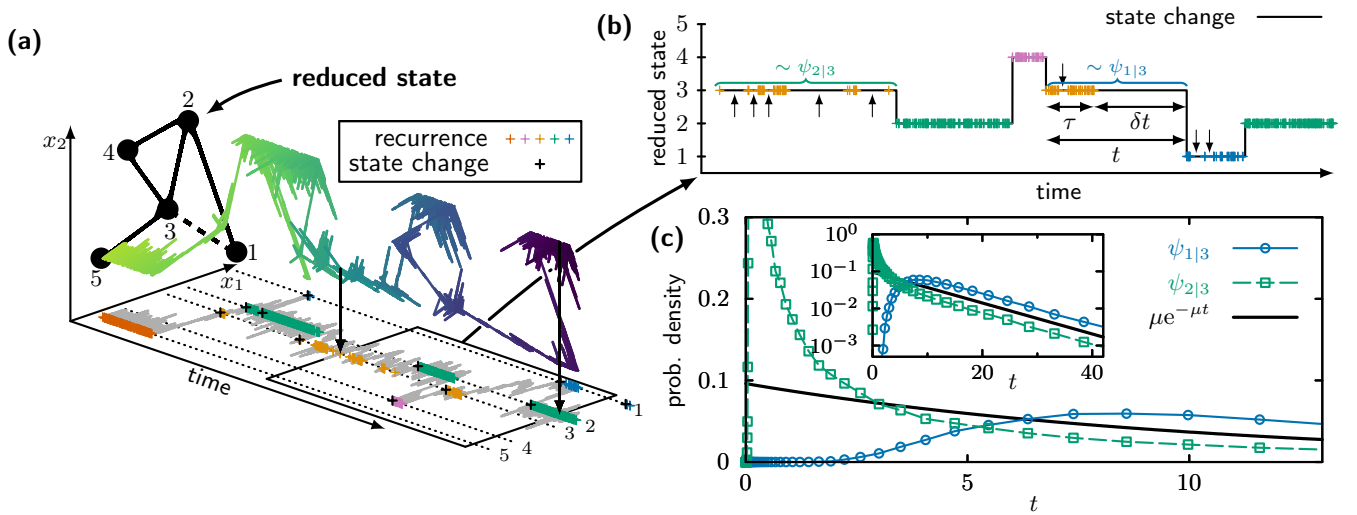 (a)
reduced state
x₂
2
4
3
5
1
x₁
recurrence + + + + +
state change +
time
1
2
3
4
5
(b)
state change
reduced state
5
4
3
2
1
∼ ψ₂|₃
∼ ψ₁|₃
τ
δt
t
time
(c)
prob. density
0.3
0.2
0.1
0
0
5
10
t
ψ₁|₃
ψ₂|₃
μe⁻μᵗ
10⁰
10⁻¹
10⁻²
10⁻³
0
20
40
t